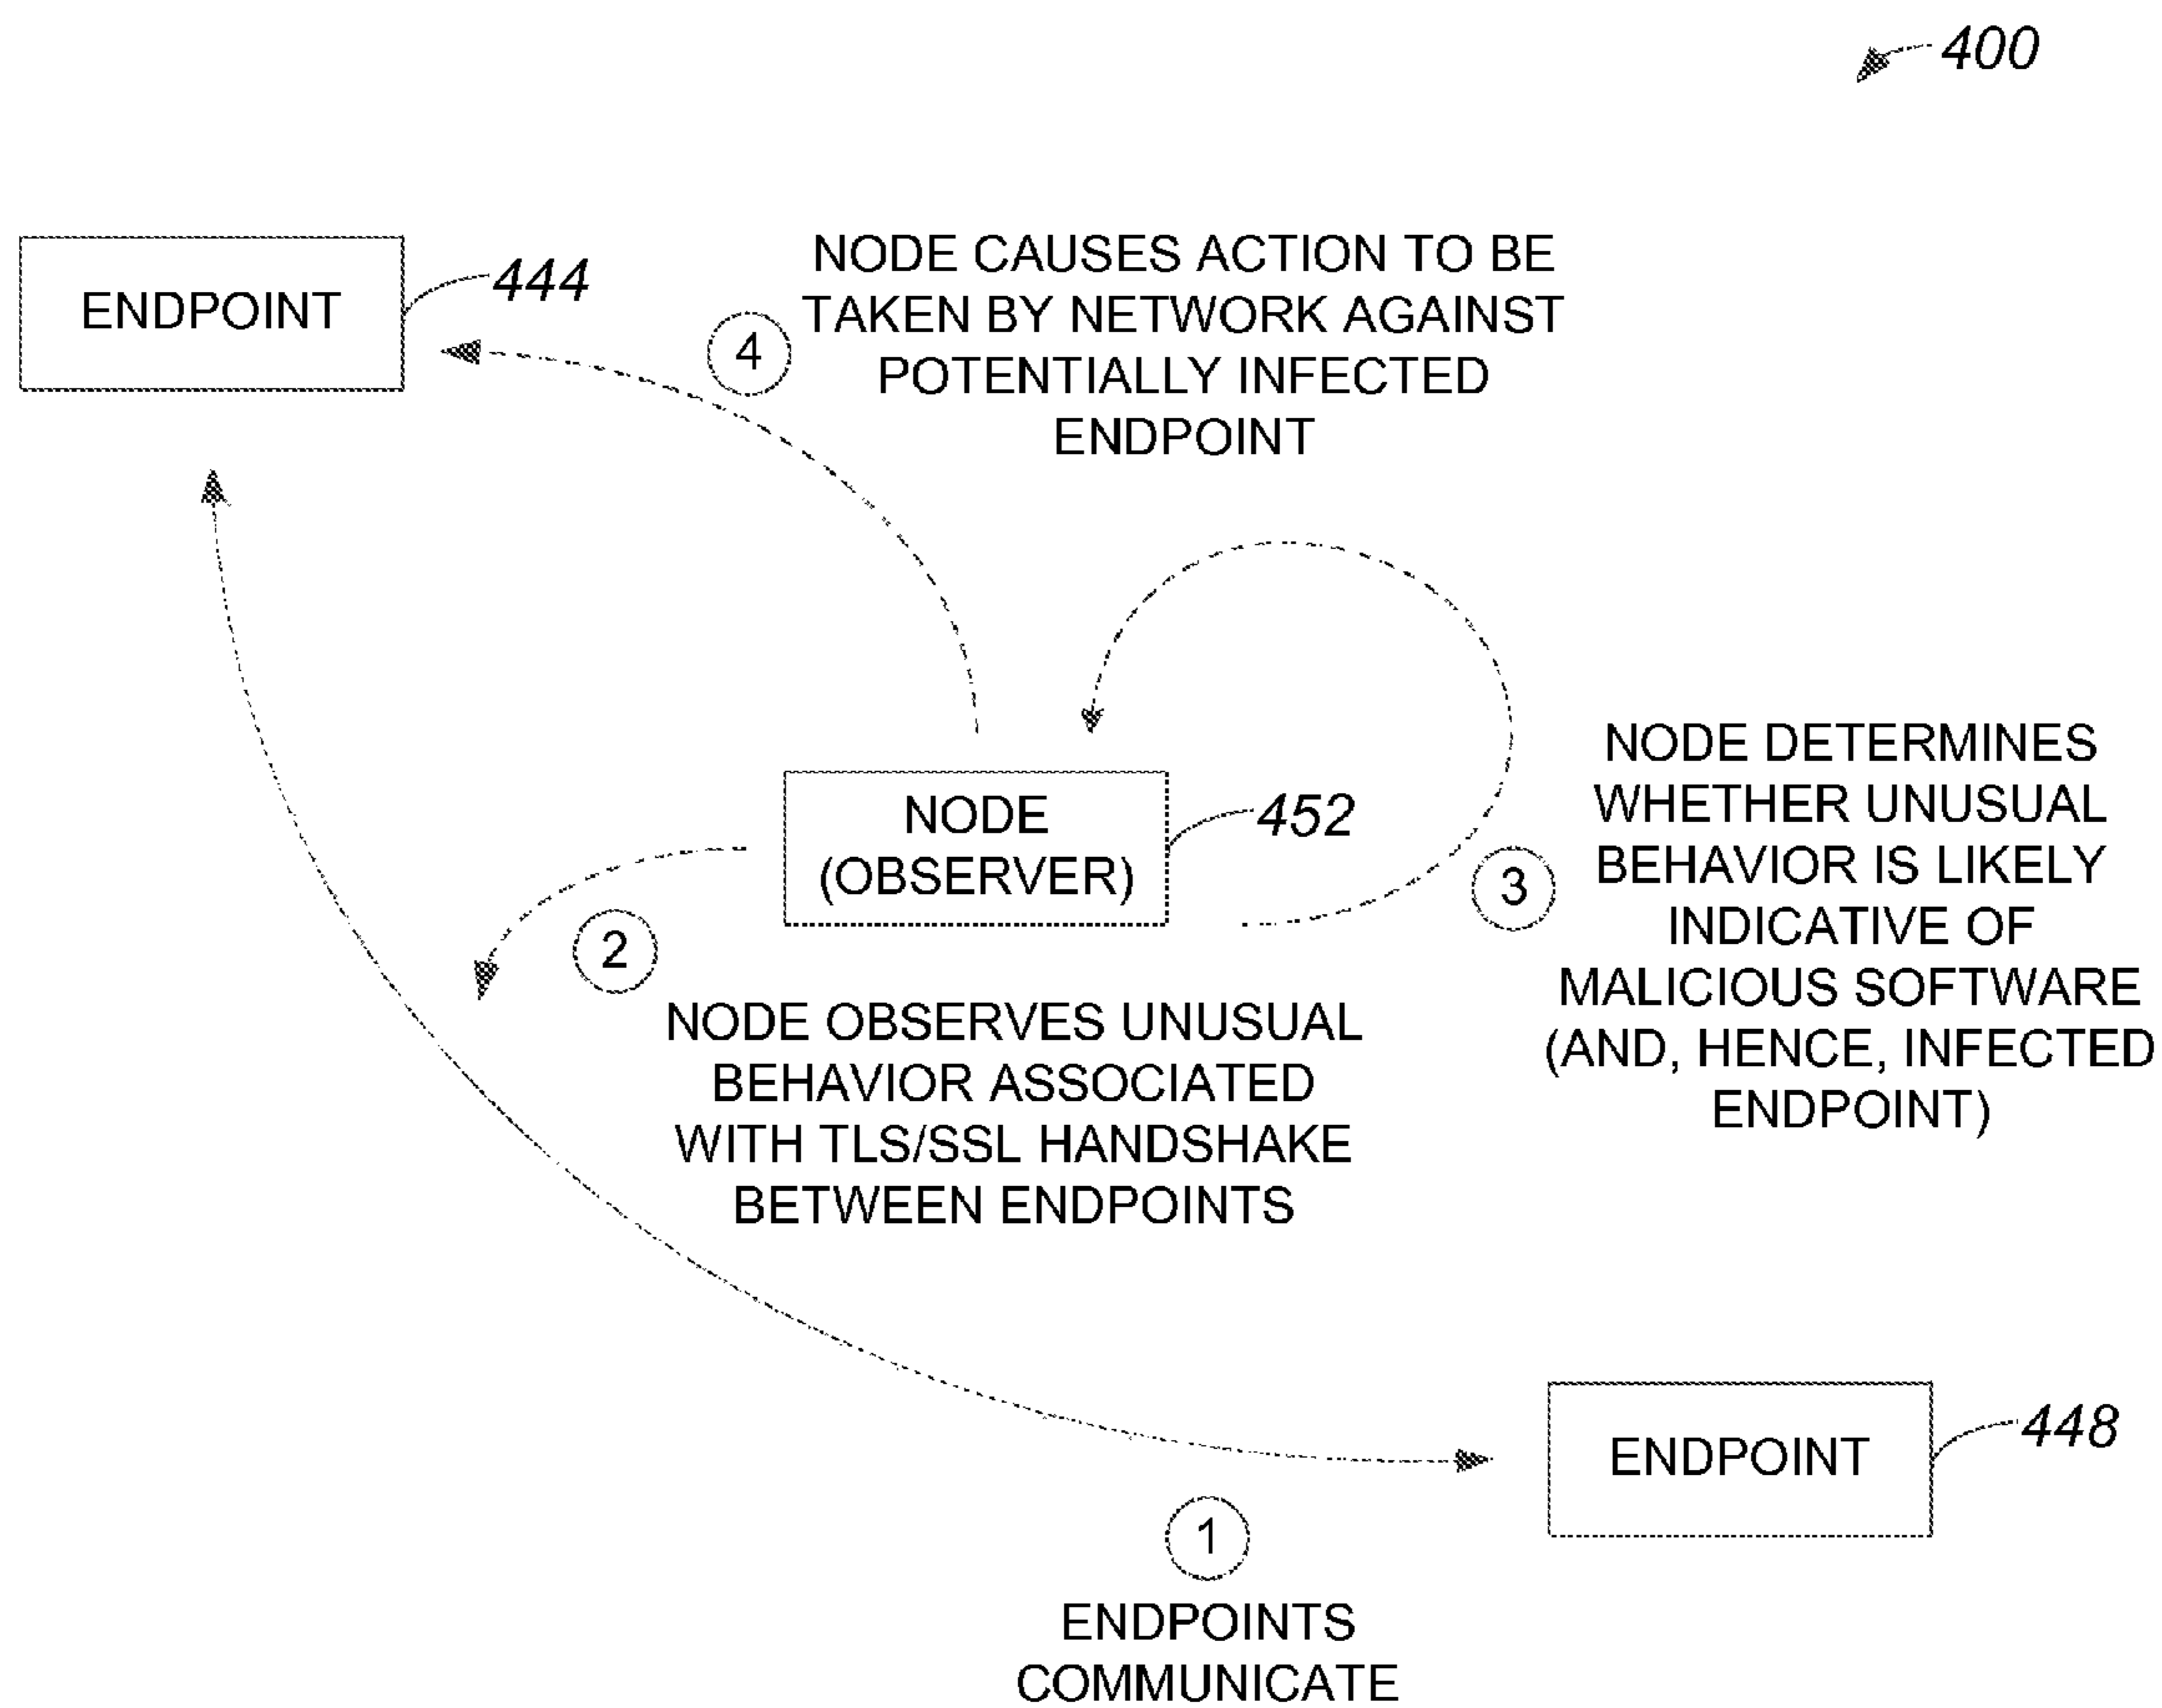 400
ENDPOINT
444
4
NODE CAUSES ACTION TO BE
TAKEN BY NETWORK AGAINST
POTENTIALLY INFECTED
ENDPOINT
NODE
(OBSERVER)
452
2
NODE OBSERVES UNUSUAL
BEHAVIOR ASSOCIATED
WITH TLS/SSL HANDSHAKE
BETWEEN ENDPOINTS
3
NODE DETERMINES
WHETHER UNUSUAL
BEHAVIOR IS LIKELY
INDICATIVE OF
MALICIOUS SOFTWARE
(AND, HENCE, INFECTED
ENDPOINT)
ENDPOINT
448
1
ENDPOINTS
COMMUNICATE